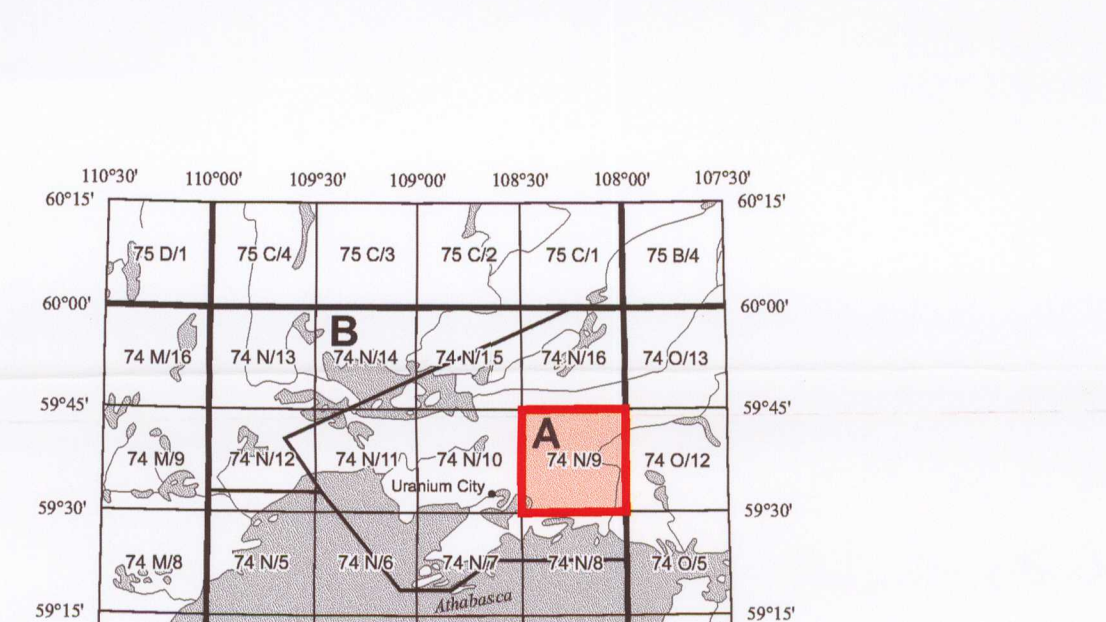 110°30' 110°00' 109°30' 109°00' 108°30' 108°00' 107°30'
60°15' 60°15'
75 D/1 75 C/4 75 C/3 75 C/2 75 C/1 75 B/4
60°00' 60°00'
B
74 M/16 74 N/13 74 N/14 74 N/15 74 N/16 74 O/13
59°45' 59°45'
A
74 M/9 74 N/12 74 N/11 74 N/10 74 N/9 74 O/12
Uranium City
59°30' 59°30'
74 M/8 74 N/5 74 N/6 74 N/7 74 N/8 74 O/5
Athabasca
59°15' 59°15'